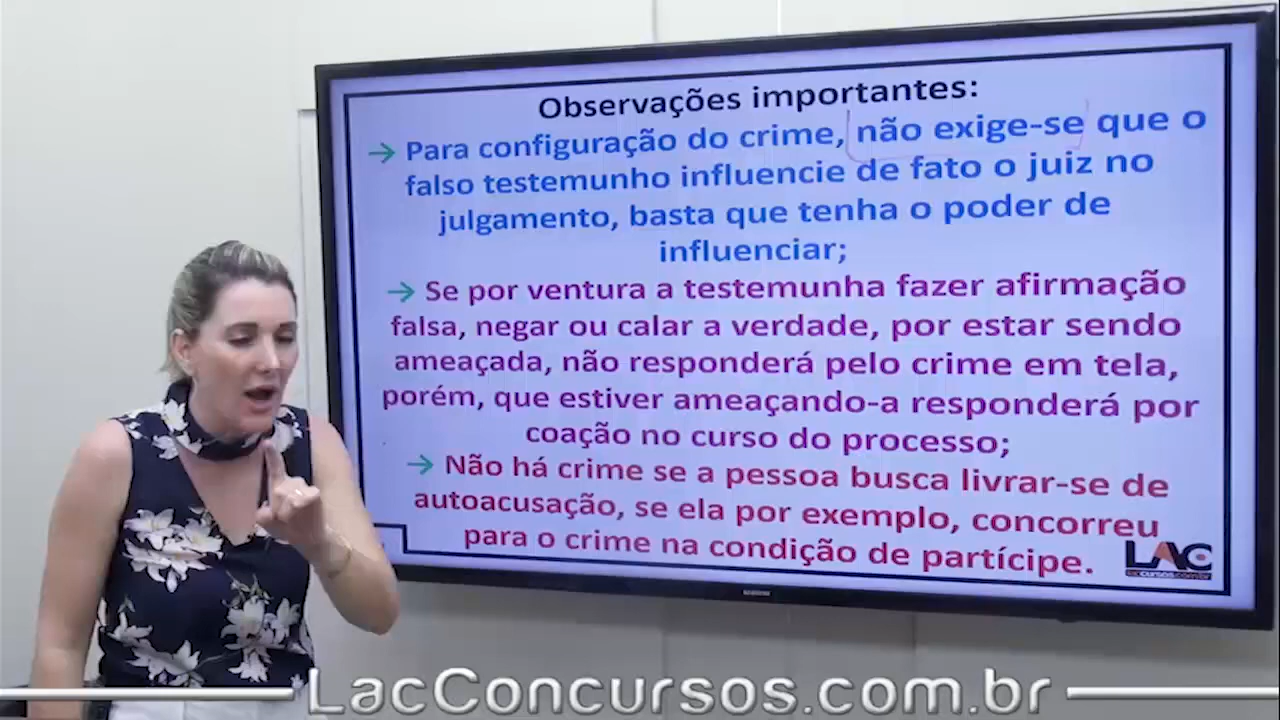 Observações importantes:
→ Para configuração do crime, não exige-se que o
falso testemunho influencie de fato o juiz no
julgamento, basta que tenha o poder de
influenciar;
→ Se por ventura a testemunha fazer afirmação
falsa, negar ou calar a verdade, por estar sendo
ameaçada, não responderá pelo crime em tela,
porém, que estiver ameaçando-a responderá por
coação no curso do processo;
→ Não há crime se a pessoa busca livrar-se de
autoacusação, se ela por exemplo, concorreu
para o crime na condição de partícipe.
LAC
laccursos.com.br
SAMSUNG
LacConcursos.com.br